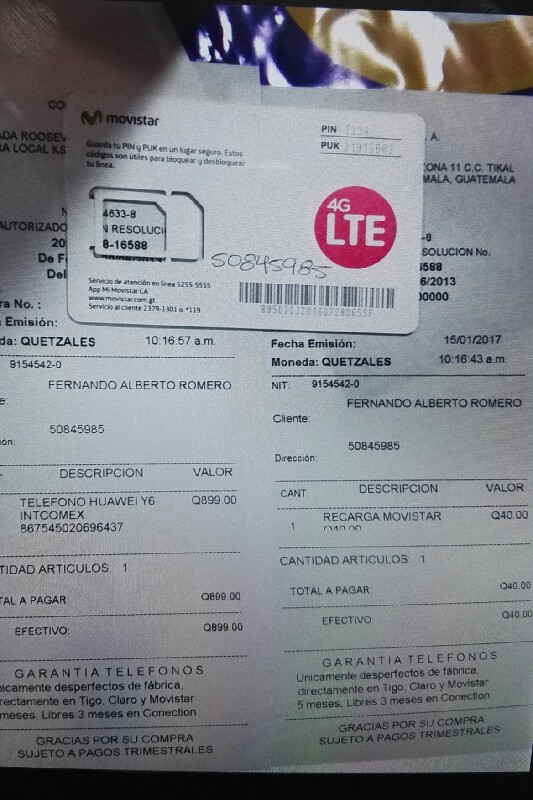 movistar
Guarda tu PIN y PUK en un lugar seguro. Estos
códigos son útiles para bloquear y desbloquear
tu línea.
PIN 1234
PUK
4G
LTE
4633-8
N RESOLUCI
8-16588
50845985
Servicio de atención en línea 5255-5555
App Mi Movistar CA
www.movistar.com.gt
Servicio al cliente 2379-1301 o *119
CO
ADA ROOSEV
RA LOCAL KS
AUTORIZADO
20
De F
Del
ra No. :
Emisión:
da: QUETZALES 10:16:57 a.m.
9154542-0
FERNANDO ALBERTO ROMERO
e:
50845985
ón:
DESCRIPCION VALOR
TELEFONO HUAWEI Y6 Q899.00
INTCOMEX
867545020696437
TIDAD ARTICULOS: 1
TAL A PAGAR: Q899.00
EFECTIVO: Q899.00
GARANTIA TELEFONOS
nicamente desperfectos de fábrica,
rectamente en Tigo, Claro y Movistar
meses. Libres 3 meses en Conection
GRACIAS POR SU COMPRA
SUJETO A PAGOS TRIMESTRALES
. A.
ZONA 11 C.C. TIKAL
MALA, GUATEMALA
-8
SOLUCION No.
588
6/2013
00000
Fecha Emisión: 15/01/2017
Moneda: QUETZALES 10:16:43 a.m.
NIT: 9154542-0
FERNANDO ALBERTO ROMERO
Cliente:
50845985
Dirección:
CANT. DESCRIPCION VALOR
1 RECARGA MOVISTAR Q40.00
Q40.00
CANTIDAD ARTICULOS: 1
TOTAL A PAGAR: Q40.00
EFECTIVO: Q40.00
GARANTIA TELEFONOS
Unicamente desperfectos de fábrica,
directamente en Tigo, Claro y Movistar
5 meses. Libres 3 meses en Conection
GRACIAS POR SU COMPRA
SUJETO A PAGOS TRIMESTRALES